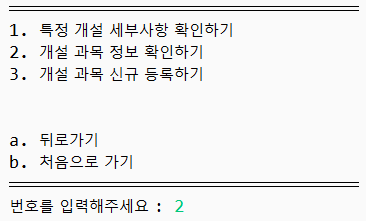 1. 특정 개설 세부사항 확인하기
2. 개설 과목 정보 확인하기
3. 개설 과목 신규 등록하기
a. 뒤로가기
b. 처음으로 가기
번호를 입력해주세요 : 2